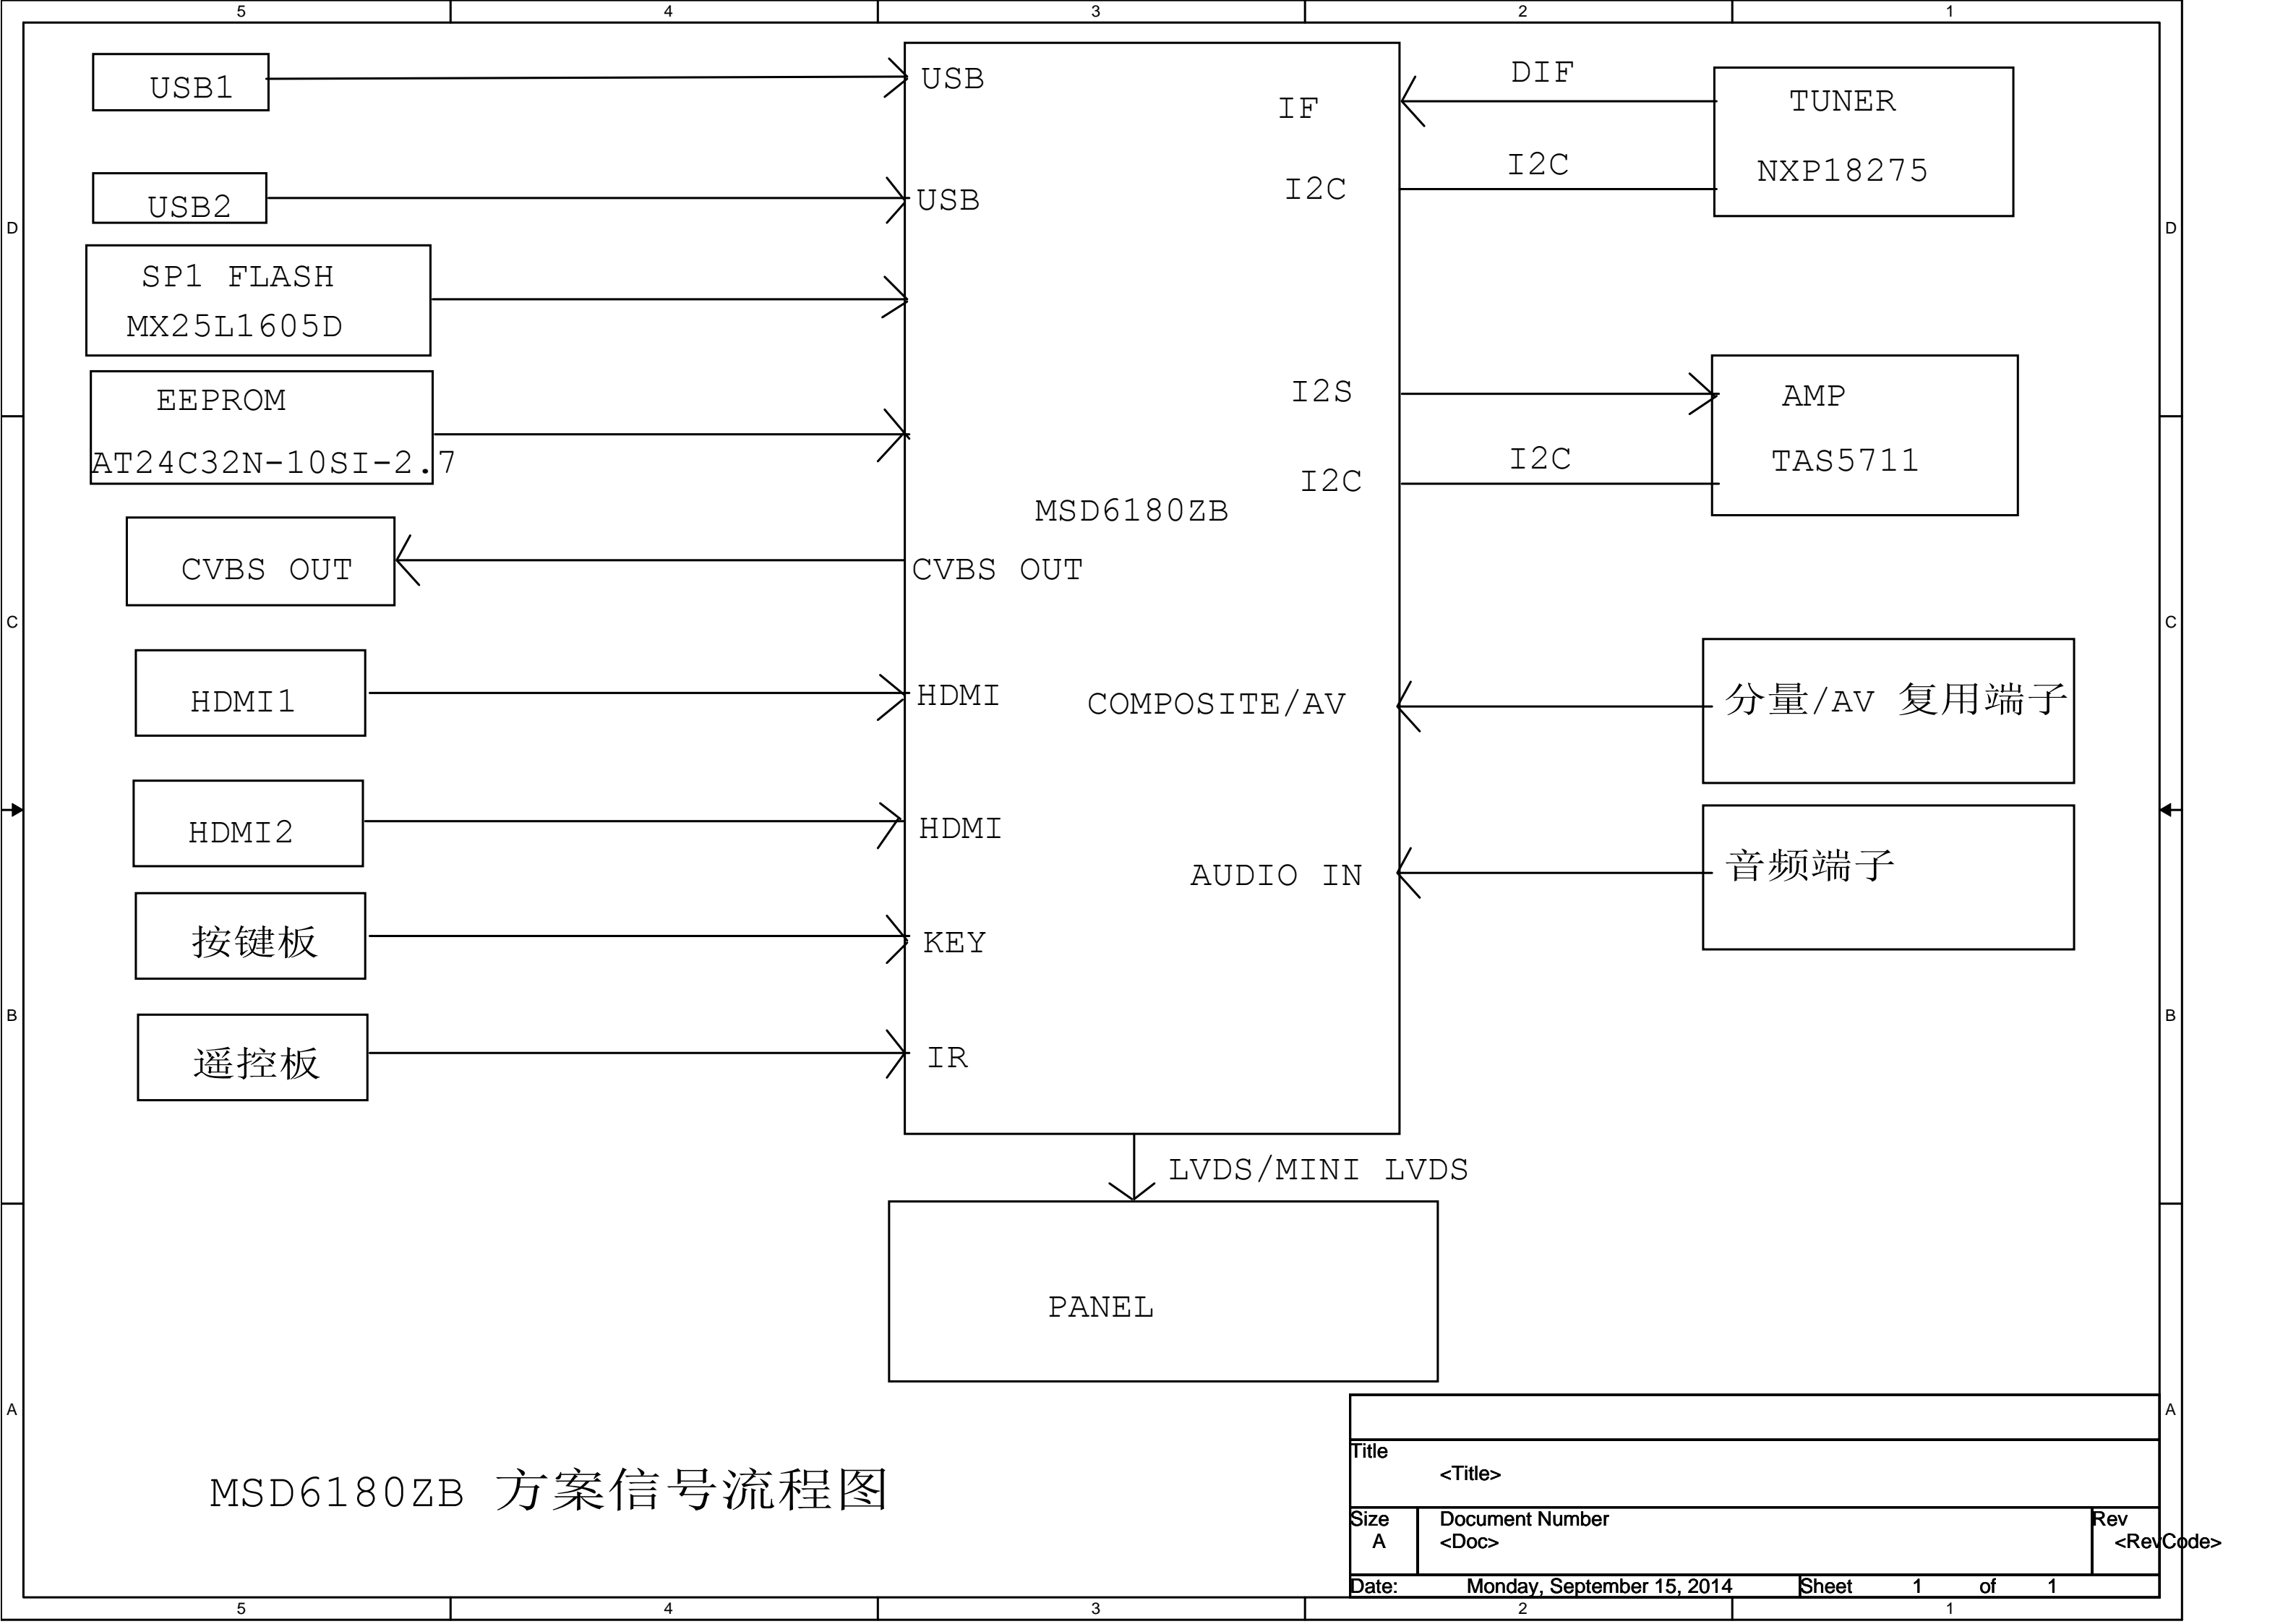 5 4 3 2 1
USB1
USB
DIF
TUNER
IF
I2C
NXP18275
I2C
USB2
USB
D
D
SP1 FLASH
MX25L1605D
EEPROM
AT24C32N-10SI-2.7
I2S
AMP
I2C
TAS5711
I2C
MSD6180ZB
CVBS OUT
CVBS OUT
C
C
HDMI1
HDMI
COMPOSITE/AV
分量/AV 复用端子
HDMI2
HDMI
AUDIO IN
音频端子
按键板
KEY
B
B
遥控板
IR
LVDS/MINI LVDS
PANEL
A
A
MSD6180ZB 方案信号流程图
Title
<Title>
Size
A
Document Number
<Doc>
Rev
<RevCode>
Date:
Monday, September 15, 2014
Sheet 1 of 1
5 4 3 2 1